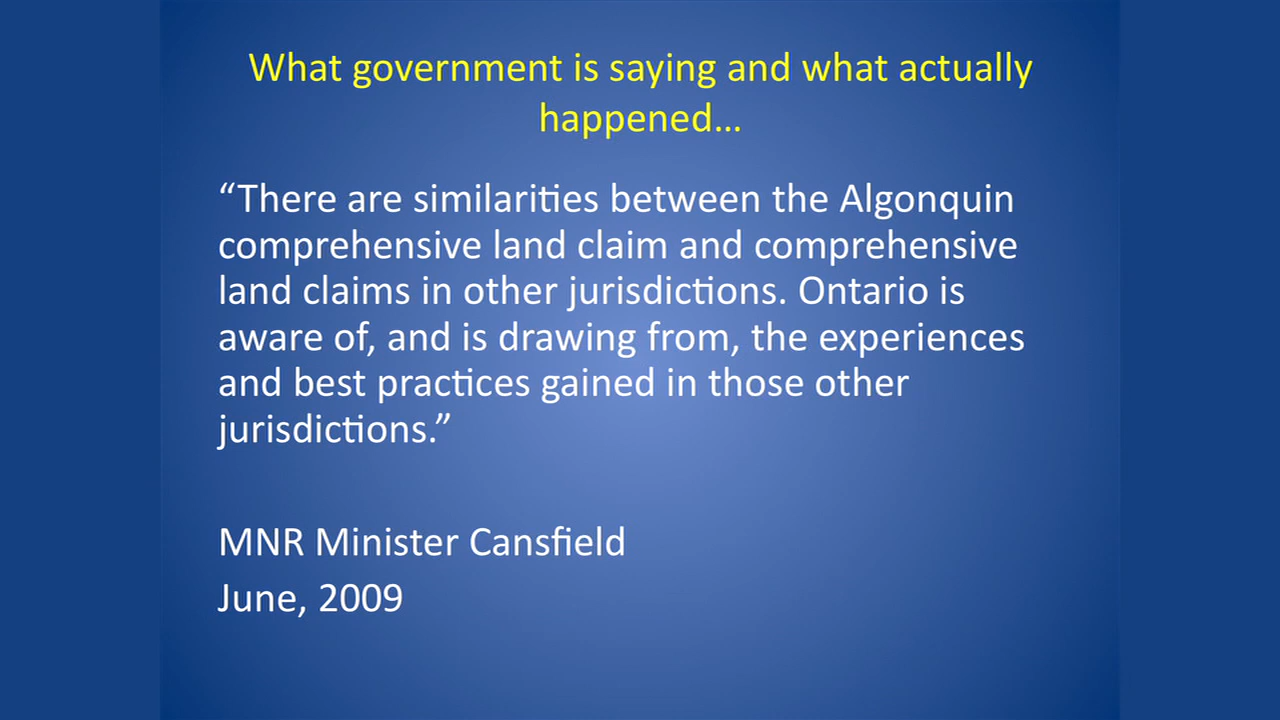 What government is saying and what actually
happened…
“There are similarities between the Algonquin
comprehensive land claim and comprehensive
land claims in other jurisdictions. Ontario is
aware of, and is drawing from, the experiences
and best practices gained in those other
jurisdictions.”
MNR Minister Cansfield
June, 2009